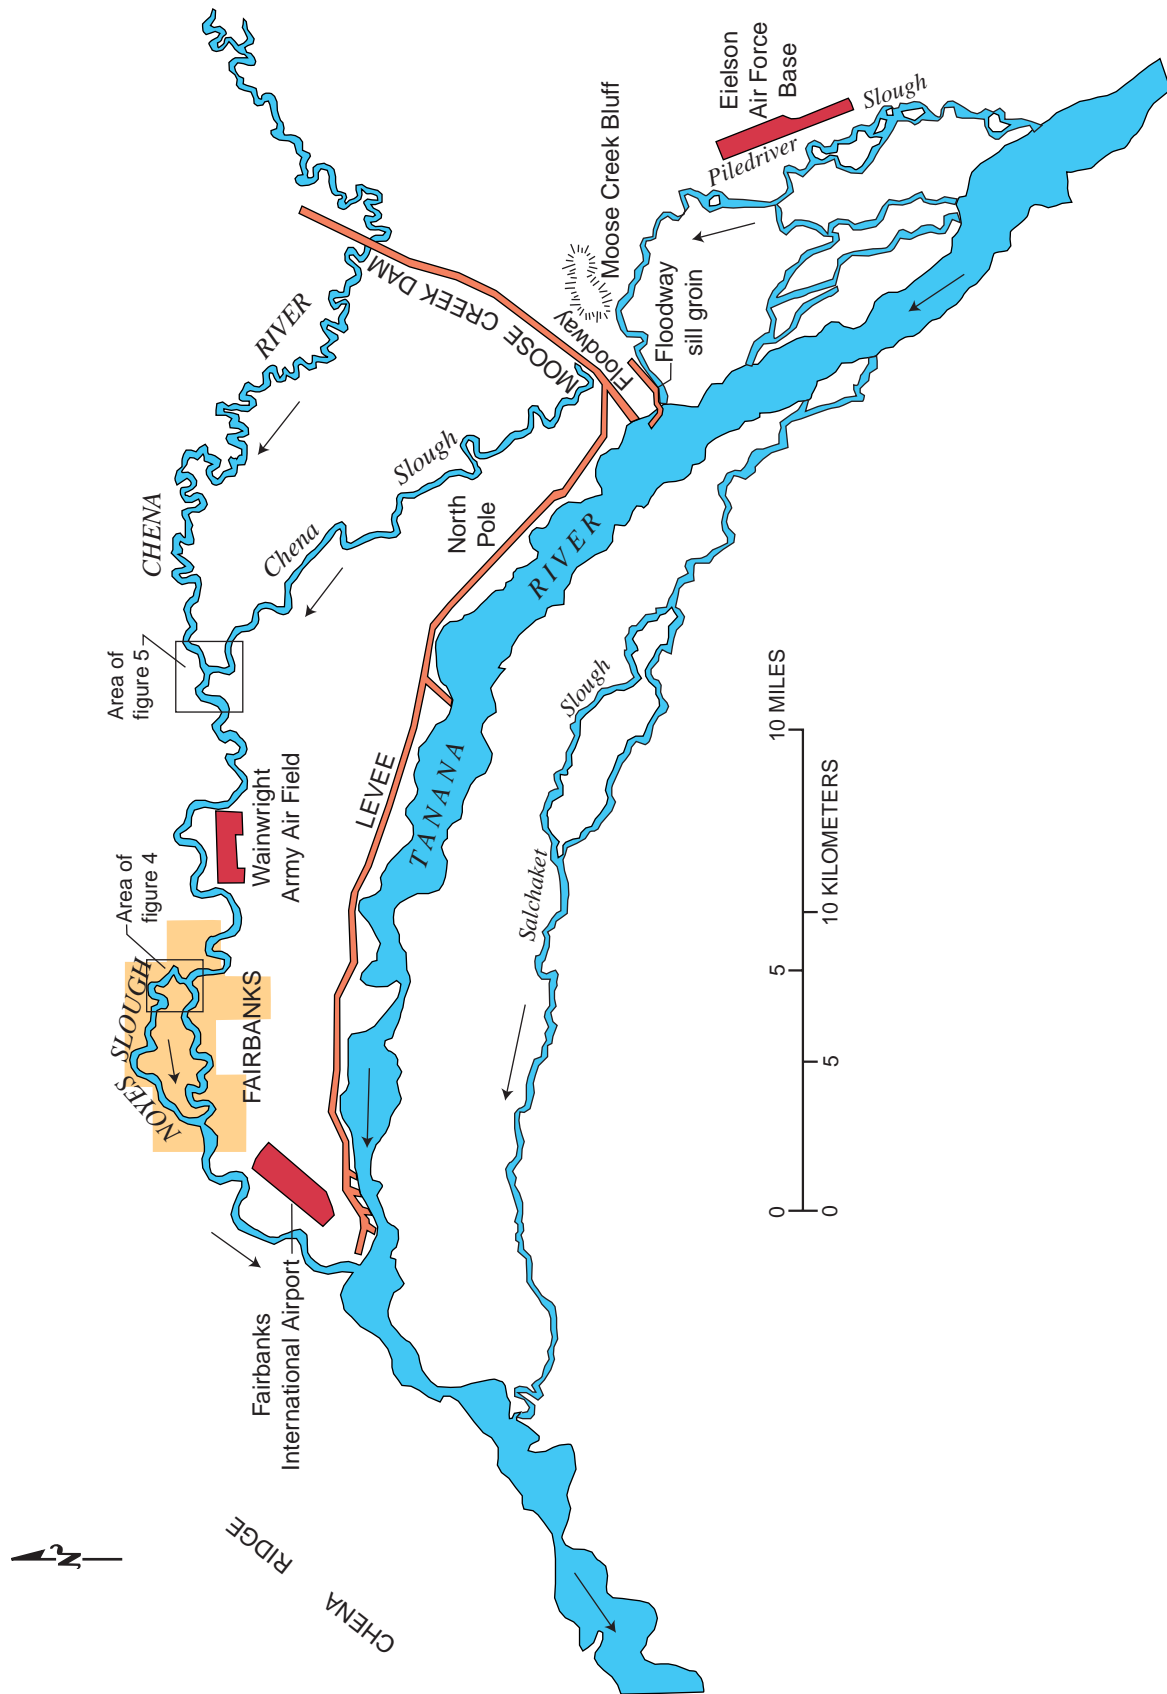 N
CHENA
RIDGE
Fairbanks
International Airport
NOYES SLOUGH
FAIRBANKS
Area of
figure 4
Wainwright
Army Air Field
Area of
figure 5
CHENA
RIVER
Chena
Slough
North
Pole
LEVEE
MOOSE CREEK DAM
Floodway
Floodway
sill groin
Moose Creek Bluff
Eielson
Air Force
Base
Piledriver
Slough
TANANA
RIVER
Salchaket
Slough
0
5
10 MILES
0
5
10 KILOMETERS